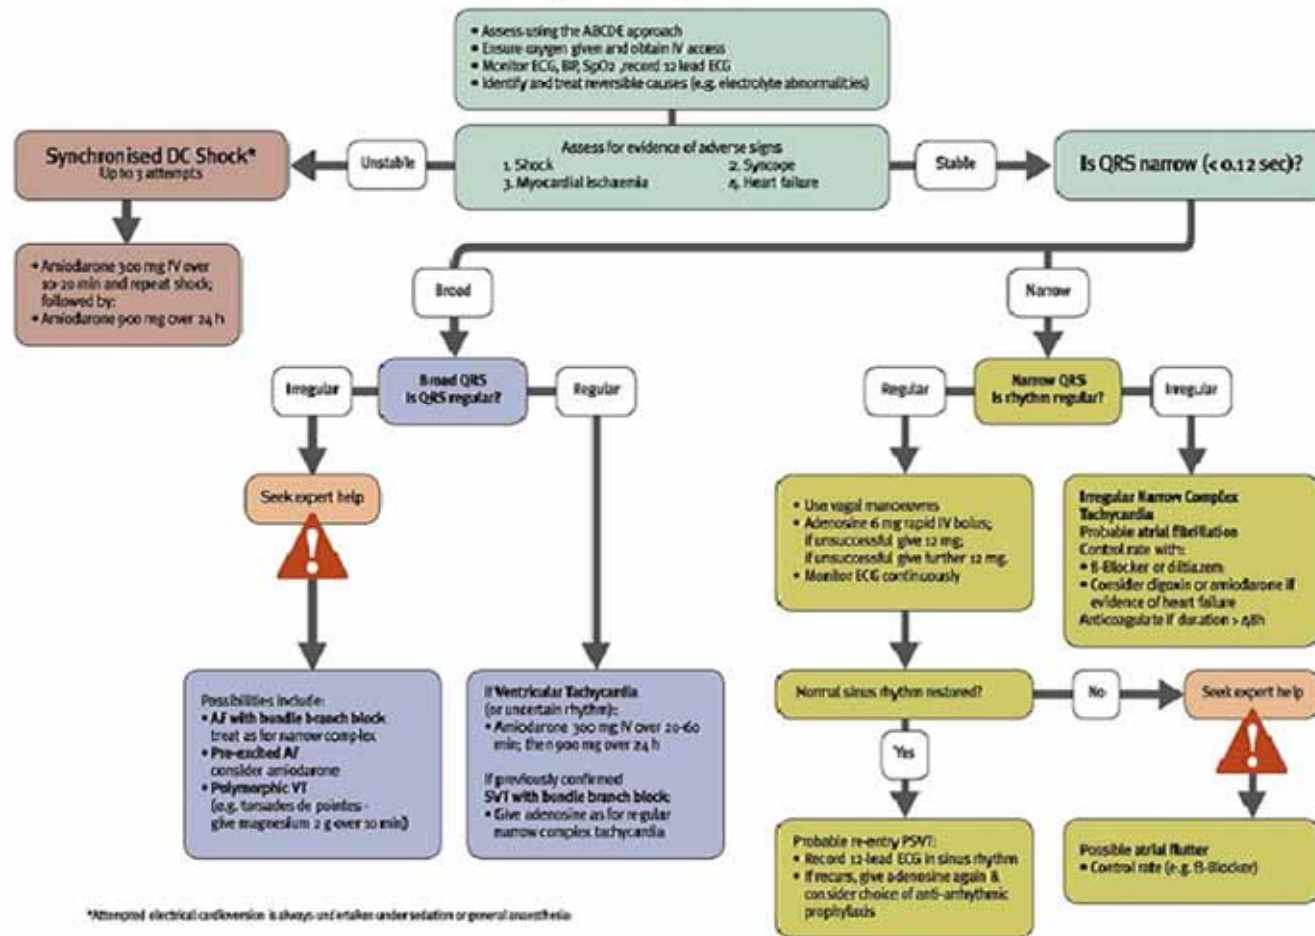 • Assess using the ABCDE approach
• Ensure oxygen given and obtain IV access
• Monitor ECG, BP, SpO2 ,record 12 lead ECG
• Identify and treat reversible causes (e.g. electrolyte abnormalities)
Synchronised DC Shock*
Up to 3 attempts
Unstable
Assess for evidence of adverse signs
1. Shock 2. Syncope
3. Myocardial ischaemia 4. Heart failure
Stable
Is QRS narrow (< 0.12 sec)?
• Amiodarone 300 mg IV over
10-20 min and repeat shock;
followed by:
• Amiodarone 900 mg over 24 h
Broad
Narrow
Irregular
Broad QRS
Is QRS regular?
Regular
Regular
Narrow QRS
Is rhythm regular?
Irregular
Seek expert help
!
• Use vagal manoeuvres
• Adenosine 6 mg rapid IV bolus;
if unsuccessful give 12 mg;
if unsuccessful give further 12 mg.
• Monitor ECG continuously
Irregular Narrow Complex
Tachycardia
Probable atrial fibrillation
Control rate with:
• ß-Blocker or diltiazem
• Consider digoxin or amiodarone if
evidence of heart failure
Anticoagulate if duration > 48h
Possibilities include:
• AF with bundle branch block
treat as for narrow complex
• Pre-excited AF
consider amiodarone
• Polymorphic VT
(e.g. torsades de pointes -
give magnesium 2 g over 10 min)
If Ventricular Tachycardia
(or uncertain rhythm):
• Amiodarone 300 mg IV over 20-60
min; then 900 mg over 24 h
If previously confirmed
SVT with bundle branch block:
• Give adenosine as for regular
narrow complex tachycardia
Normal sinus rhythm restored?
No
Seek expert help
!
Yes
Probable re-entry PSVT:
• Record 12-lead ECG in sinus rhythm
• If recurs, give adenosine again &
consider choice of anti-arrhythmic
prophylaxis
Possible atrial flutter
• Control rate (e.g. ß-Blocker)
*Attempted electrical cardioversion is always undertaken under sedation or general anaesthesia